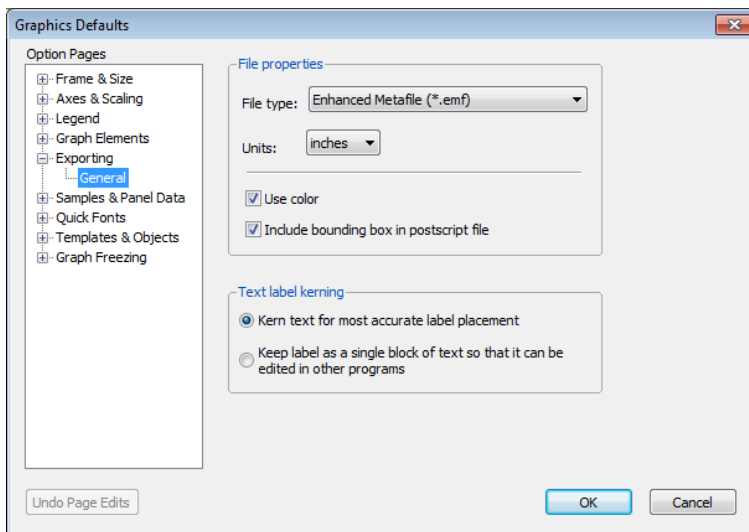 Graphics Defaults
Option Pages
Frame & Size
Axes & Scaling
Legend
Graph Elements
Exporting
General
Samples & Panel Data
Quick Fonts
Templates & Objects
Graph Freezing
File properties
File type: Enhanced Metafile (*.emf)
Units: inches
Use color
Include bounding box in postscript file
Text label kerning
Kern text for most accurate label placement
Keep label as a single block of text so that it can be
edited in other programs
Undo Page Edits
OK
Cancel